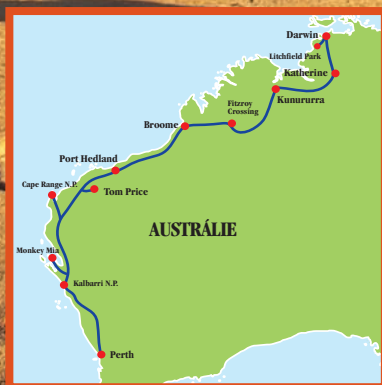 Darwin
Litchfield Park
Katherine
Kununurra
Fitzroy
Crossing
Broome
Port Hedland
Cape Range N.P.
Tom Price
AUSTRÁLIE
Monkey Mia
Kalbarri N.P.
Perth